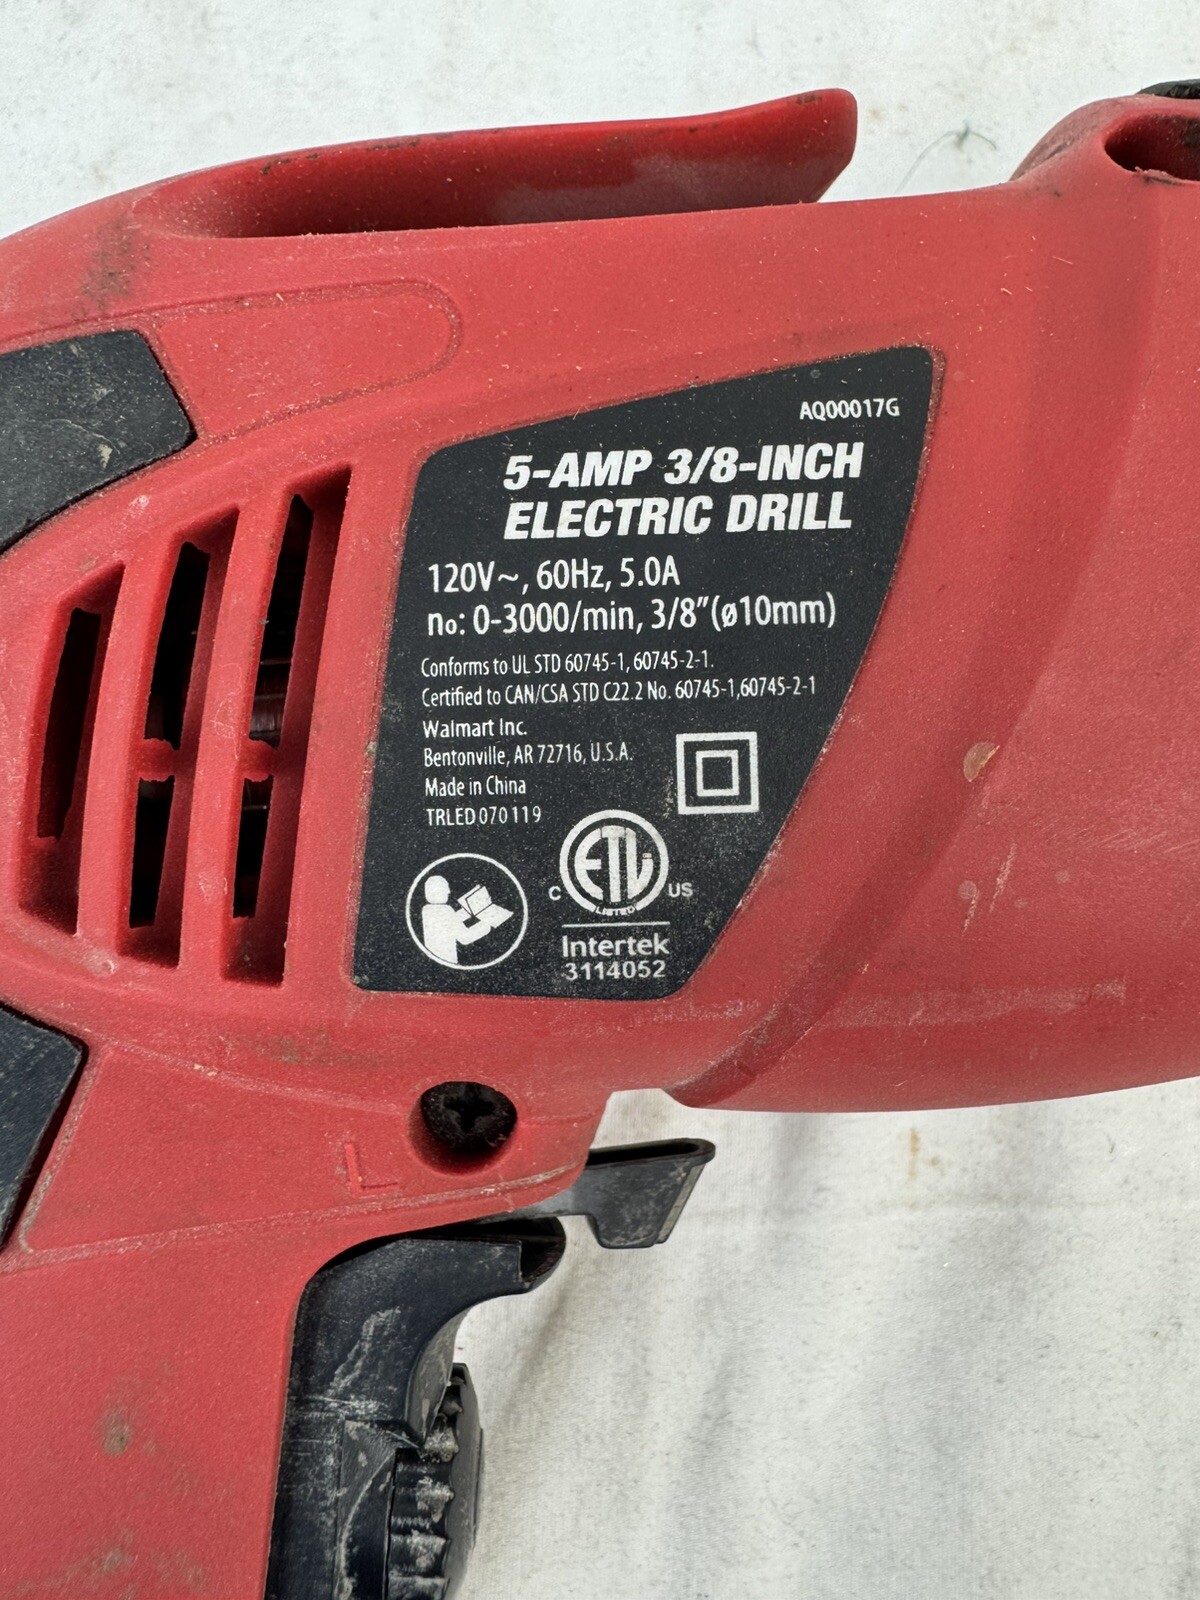 AQ00017G
5-AMP 3/8-INCH
ELECTRIC DRILL
120V~, 60Hz, 5.0A
no: 0-3000/min, 3/8"(ø10mm)
Conforms to UL STD 60745-1, 60745-2-1.
Certified to CAN/CSA STD C22.2 No. 60745-1,60745-2-1
Walmart Inc.
Bentonville, AR 72716, U.S.A.
Made in China
TRLED070119
C ETL US
LISTED
Intertek
3114052
L